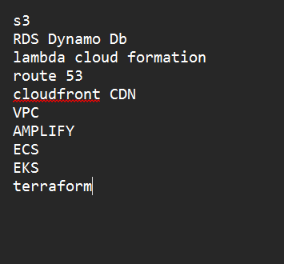 s3
RDS Dynamo Db
lambda cloud formation
route 53
cloudfront CDN
VPC
AMPLIFY
ECS
EKS
terraform